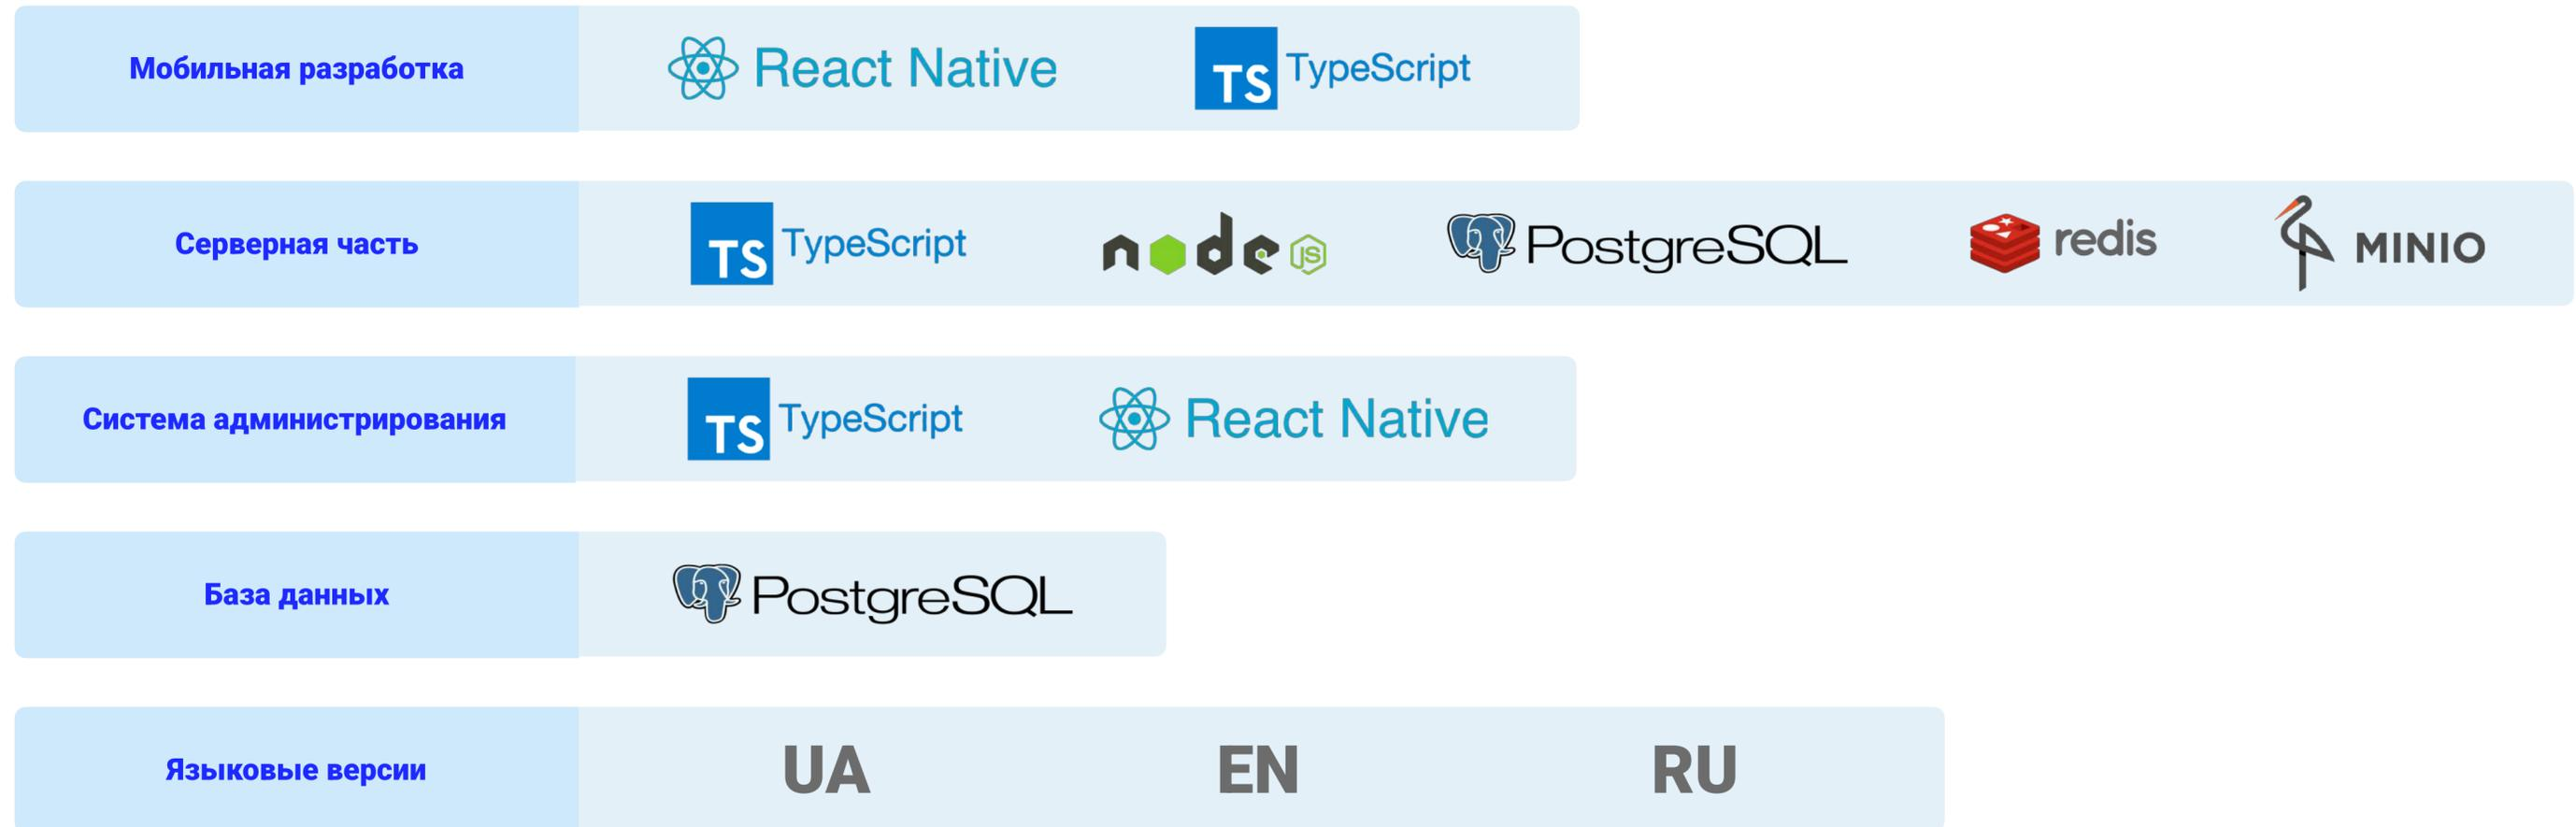 Мобильная разработка
React Native
TS TypeScript
Серверная часть
TS TypeScript
node JS
PostgreSQL
redis
MINIO
Система администрирования
TS TypeScript
React Native
База данных
PostgreSQL
Языковые версии
UA
EN
RU